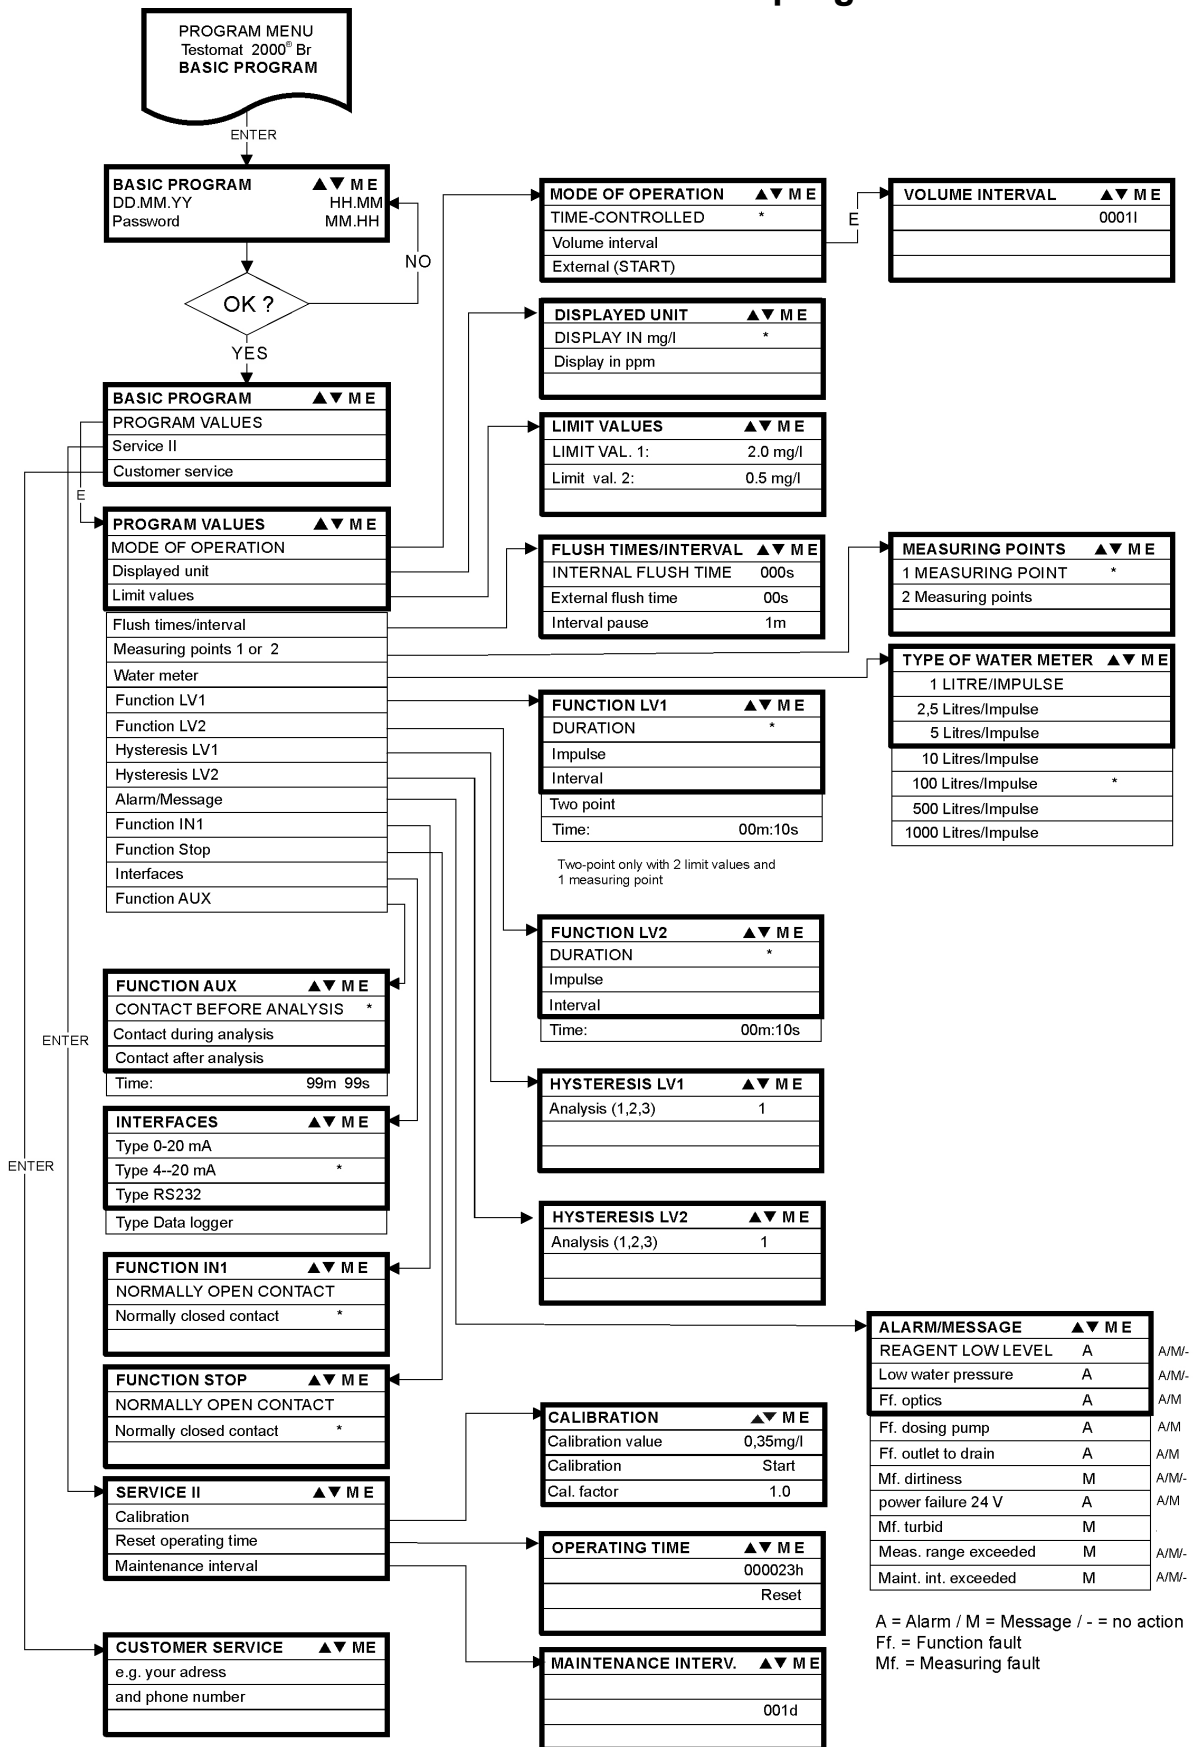 PROGRAM MENU
Testomat 2000® Br
BASIC PROGRAM
ENTER
BASIC PROGRAM ▲▼ M E
DD.MM.YY HH.MM
Password MM.HH
NO
OK ?
YES
BASIC PROGRAM ▲▼ M E
PROGRAM VALUES
Service II
Customer service
E
PROGRAM VALUES ▲▼ M E
MODE OF OPERATION
Displayed unit
Limit values
Flush times/interval
Measuring points 1 or 2
Water meter
Function LV1
Function LV2
Hysteresis LV1
Hysteresis LV2
Alarm/Message
Function IN1
Function Stop
Interfaces
Function AUX
FUNCTION AUX ▲▼ M E
CONTACT BEFORE ANALYSIS *
Contact during analysis
Contact after analysis
Time: 99m 99s
ENTER
INTERFACES ▲▼ M E
Type 0-20 mA
Type 4--20 mA *
Type RS232
Type Data logger
ENTER
FUNCTION IN1 ▲▼ M E
NORMALLY OPEN CONTACT
Normally closed contact *
FUNCTION STOP ▲▼ M E
NORMALLY OPEN CONTACT
Normally closed contact *
SERVICE II ▲▼ M E
Calibration
Reset operating time
Maintenance interval
CUSTOMER SERVICE ▲▼ ME
e.g. your adress
and phone number
MODE OF OPERATION ▲▼ M E
TIME-CONTROLLED *
Volume interval
External (START)
E
VOLUME INTERVAL ▲▼ M E
0001l
DISPLAYED UNIT ▲▼ M E
DISPLAY IN mg/l *
Display in ppm
LIMIT VALUES ▲▼ M E
LIMIT VAL. 1: 2.0 mg/l
Limit val. 2: 0.5 mg/l
FLUSH TIMES/INTERVAL ▲▼ M E
INTERNAL FLUSH TIME 000s
External flush time 00s
Interval pause 1m
MEASURING POINTS ▲▼ M E
1 MEASURING POINT *
2 Measuring points
TYPE OF WATER METER ▲▼ M E
1 LITRE/IMPULSE
2,5 Litres/Impulse
5 Litres/Impulse
10 Litres/Impulse
100 Litres/Impulse *
500 Litres/Impulse
1000 Litres/Impulse
FUNCTION LV1 ▲▼ M E
DURATION *
Impulse
Interval
Two point
Time: 00m:10s
Two-point only with 2 limit values and
1 measuring point
FUNCTION LV2 ▲▼ M E
DURATION *
Impulse
Interval
Time: 00m:10s
HYSTERESIS LV1 ▲▼ M E
Analysis (1,2,3) 1
HYSTERESIS LV2 ▲▼ M E
Analysis (1,2,3) 1
ALARM/MESSAGE ▲▼ M E
REAGENT LOW LEVEL A A/M/-
Low water pressure A A/M/-
Ff. optics A A/M
Ff. dosing pump A A/M
Ff. outlet to drain A A/M
Mf. dirtiness M A/M/-
power failure 24 V A A/M
Mf. turbid M
Meas. range exceeded M A/M/-
Maint. int. exceeded M A/M/-
A = Alarm / M = Message / - = no action
Ff. = Function fault
Mf. = Measuring fault
CALIBRATION ▲▼ M E
Calibration value 0,35mg/l
Calibration Start
Cal. factor 1.0
OPERATING TIME ▲▼ M E
000023h
Reset
MAINTENANCE INTERV. ▲▼ M E
001d